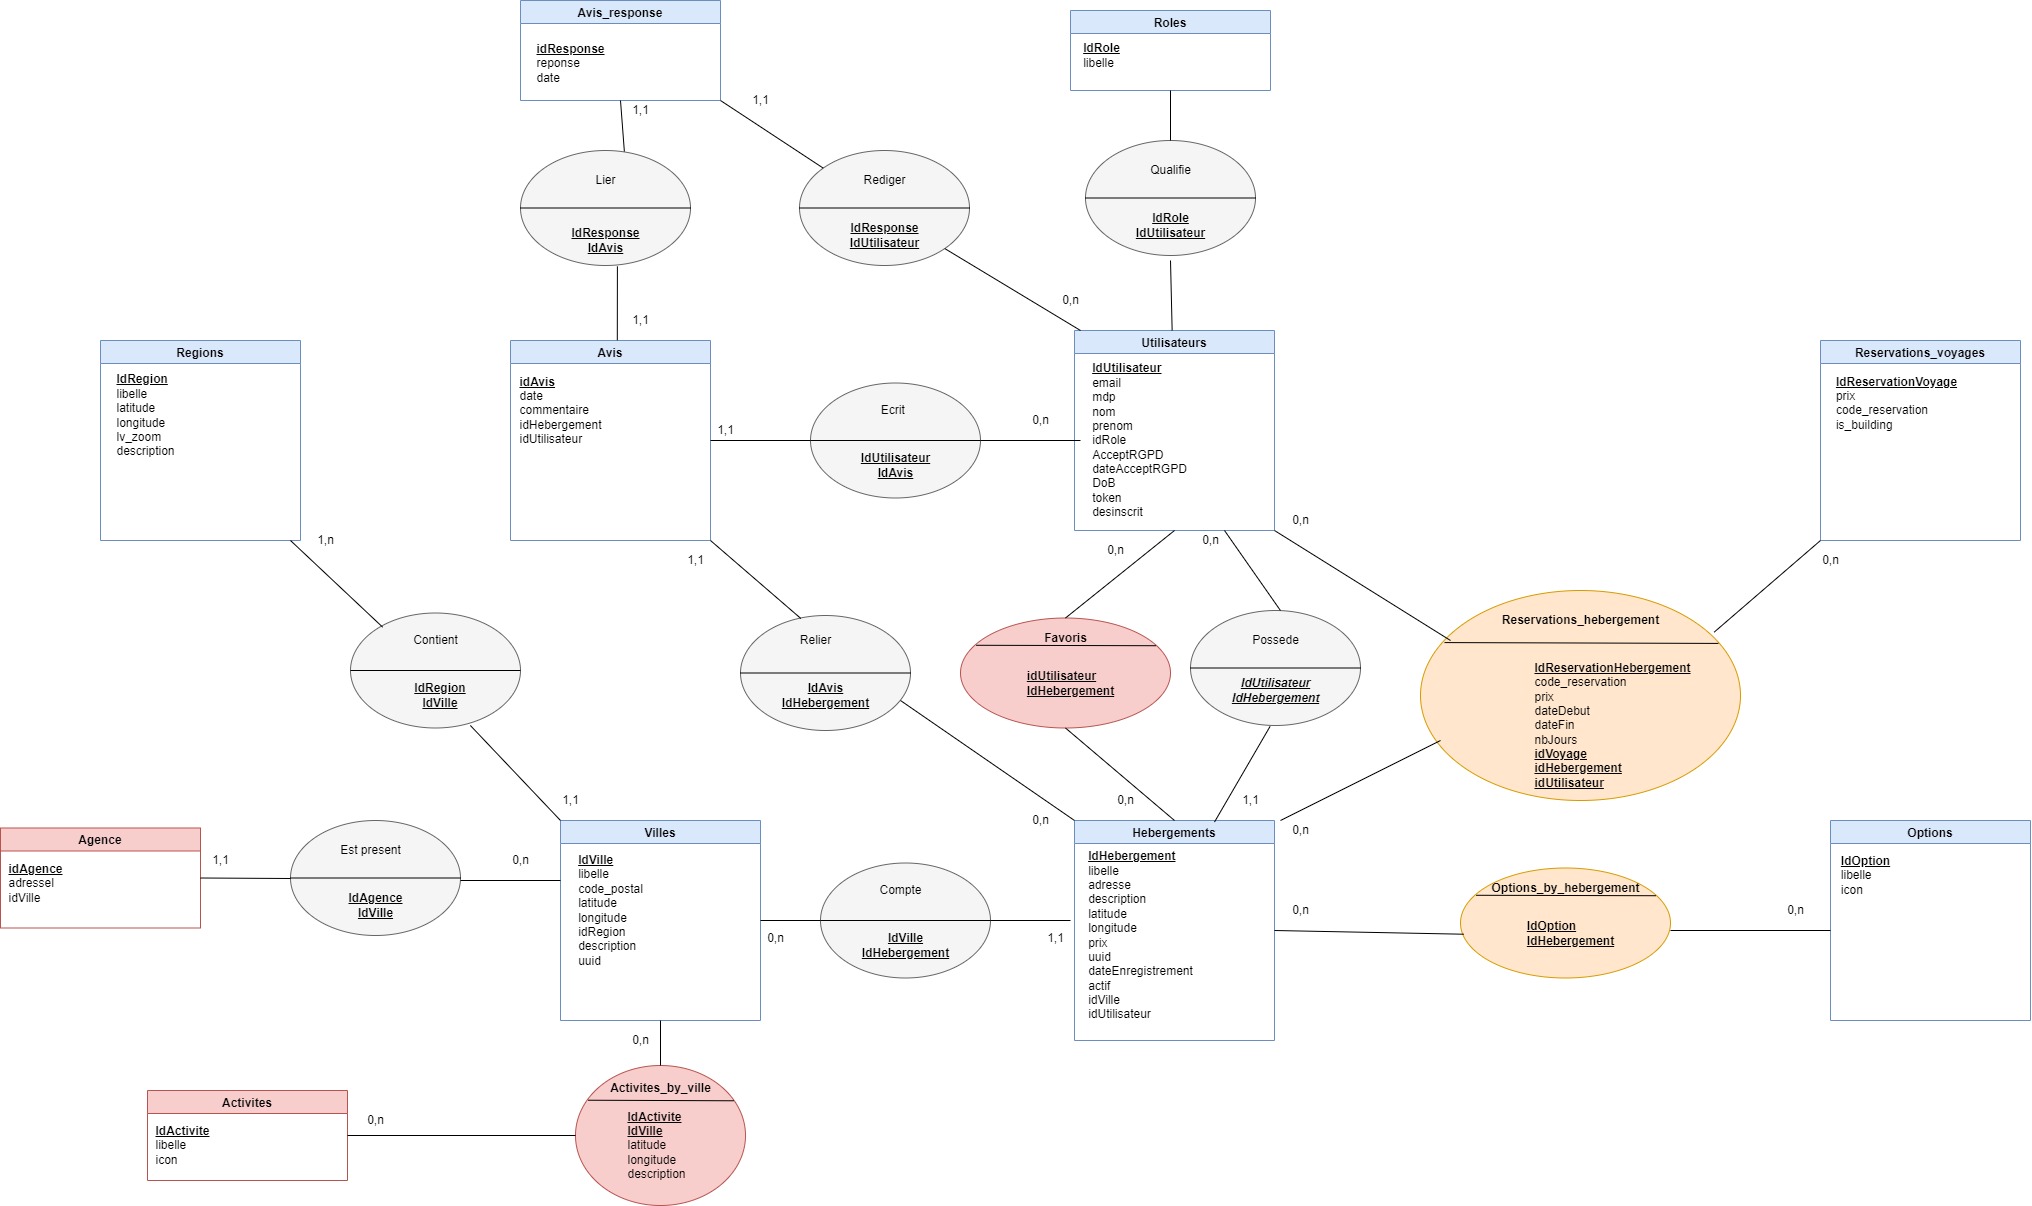 Avis_response
idResponse
reponse
date
Roles
IdRole
libelle
1,1
1,1
Lier
IdResponse
IdAvis
Rediger
IdResponse
IdUtilisateur
Qualifie
IdRole
IdUtilisateur
1,1
0,n
Regions
IdRegion
libelle
latitude
longitude
lv_zoom
description
Avis
idAvis
date
commentaire
idHebergement
idUtilisateur
1,1
Ecrit
IdUtilisateur
IdAvis
0,n
Utilisateurs
IdUtilisateur
email
mdp
nom
prenom
idRole
AcceptRGPD
dateAcceptRGPD
DoB
token
desinscrit
Reservations_voyages
IdReservationVoyage
prix
code_reservation
is_building
1,n
1,1
0,n
0,n
0,n
0,n
Contient
IdRegion
IdVille
Relier
IdAvis
IdHebergement
Favoris
idUtilisateur
IdHebergement
Possede
IdUtilisateur
IdHebergement
Reservations_hebergement
IdReservationHebergement
code_reservation
prix
dateDebut
dateFin
nbJours
idVoyage
idHebergement
idUtilisateur
1,1
0,n
0,n
1,1
0,n
Agence
idAgence
adressel
idVille
1,1
Est present
IdAgence
IdVille
0,n
Villes
IdVille
libelle
code_postal
latitude
longitude
idRegion
description
uuid
0,n
Compte
IdVille
IdHebergement
1,1
Hebergements
IdHebergement
libelle
adresse
description
latitude
longitude
prix
uuid
dateEnregistrement
actif
idVille
idUtilisateur
0,n
Options_by_hebergement
IdOption
IdHebergement
0,n
Options
IdOption
libelle
icon
0,n
Activites
IdActivite
libelle
icon
0,n
Activites_by_ville
IdActivite
IdVille
latitude
longitude
description